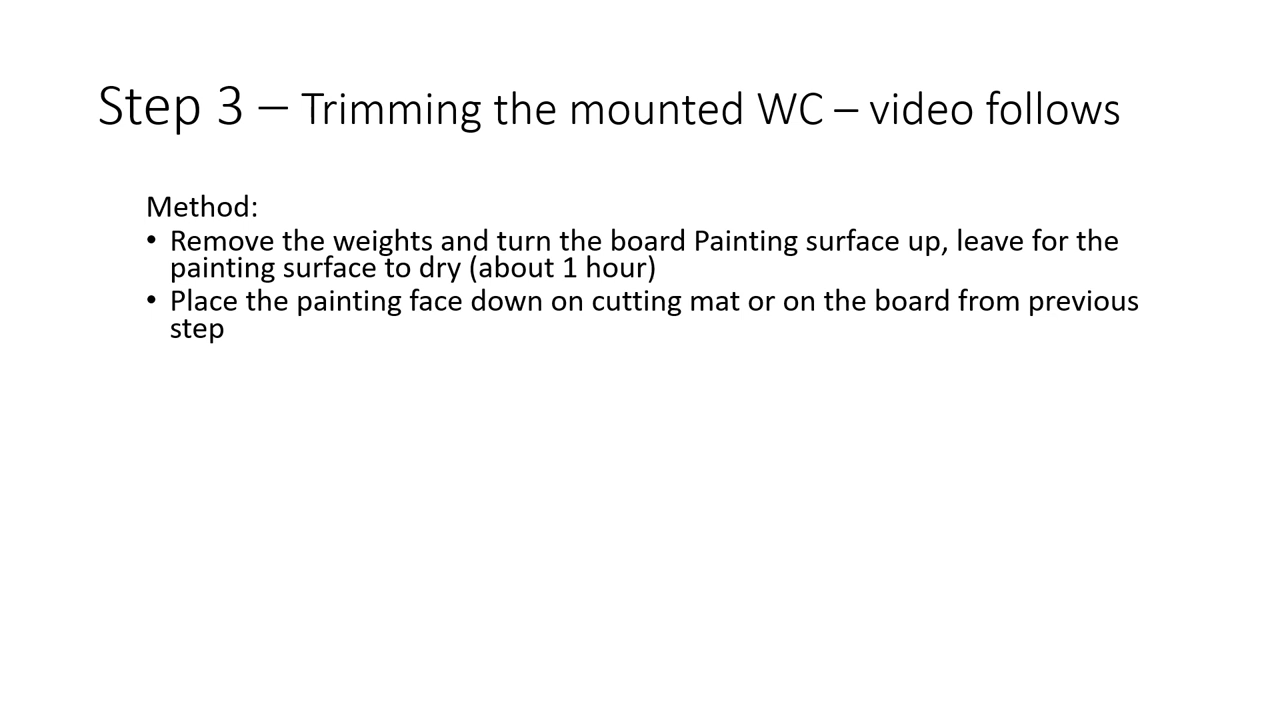 Step 3 – Trimming the mounted WC – video follows
Method:
• Remove the weights and turn the board Painting surface up, leave for the
painting surface to dry (about 1 hour)
• Place the painting face down on cutting mat or on the board from previous
step